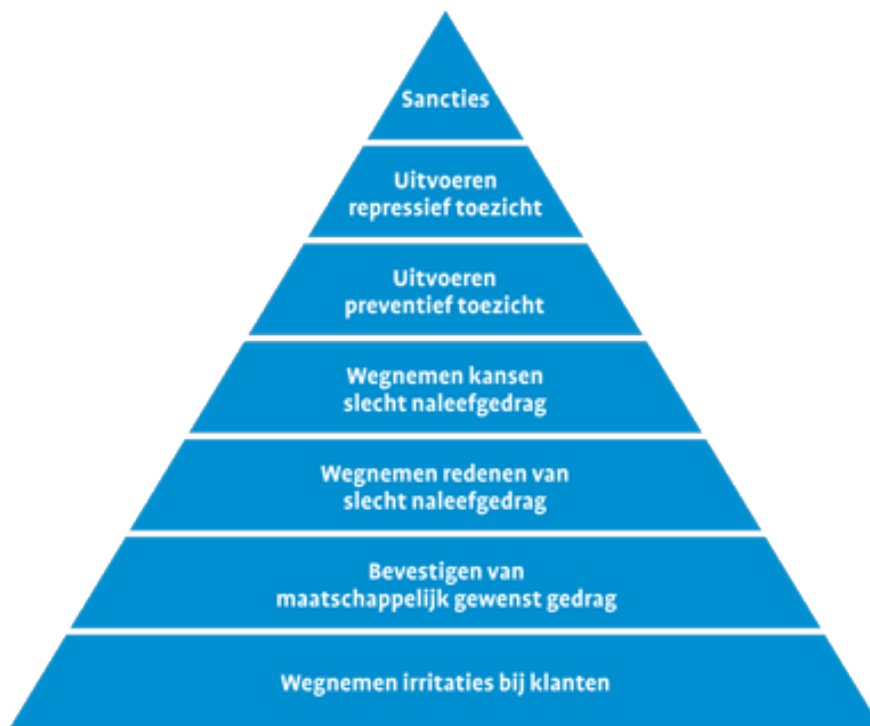 Sancties
Uitvoeren
repressief toezicht
Uitvoeren
preventief toezicht
Wegnemen kansen
slecht naleefgedrag
Wegnemen redenen van
slecht naleefgedrag
Bevestigen van
maatschappelijk gewenst gedrag
Wegnemen irritaties bij klanten